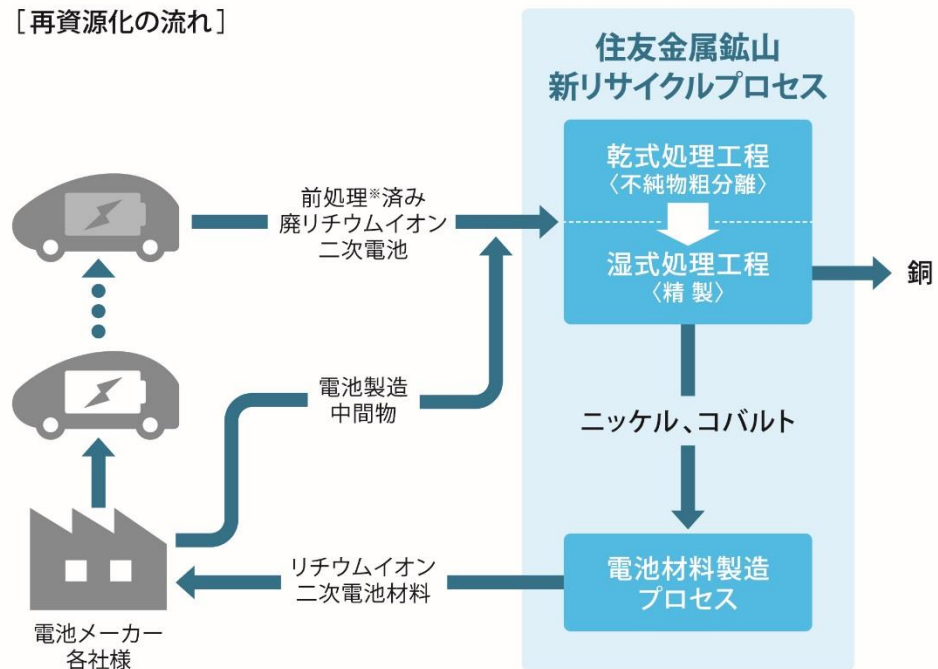 [再資源化の流れ]
住友金属鉱山
新リサイクルプロセス
乾式処理工程
〈不純物粗分離〉
前処理※済み
廃リチウムイオン
二次電池
湿式処理工程
〈精 製〉
銅
電池製造
中間物
ニッケル、コバルト
リチウムイオン
二次電池材料
電池材料製造
プロセス
電池メーカー
各社様